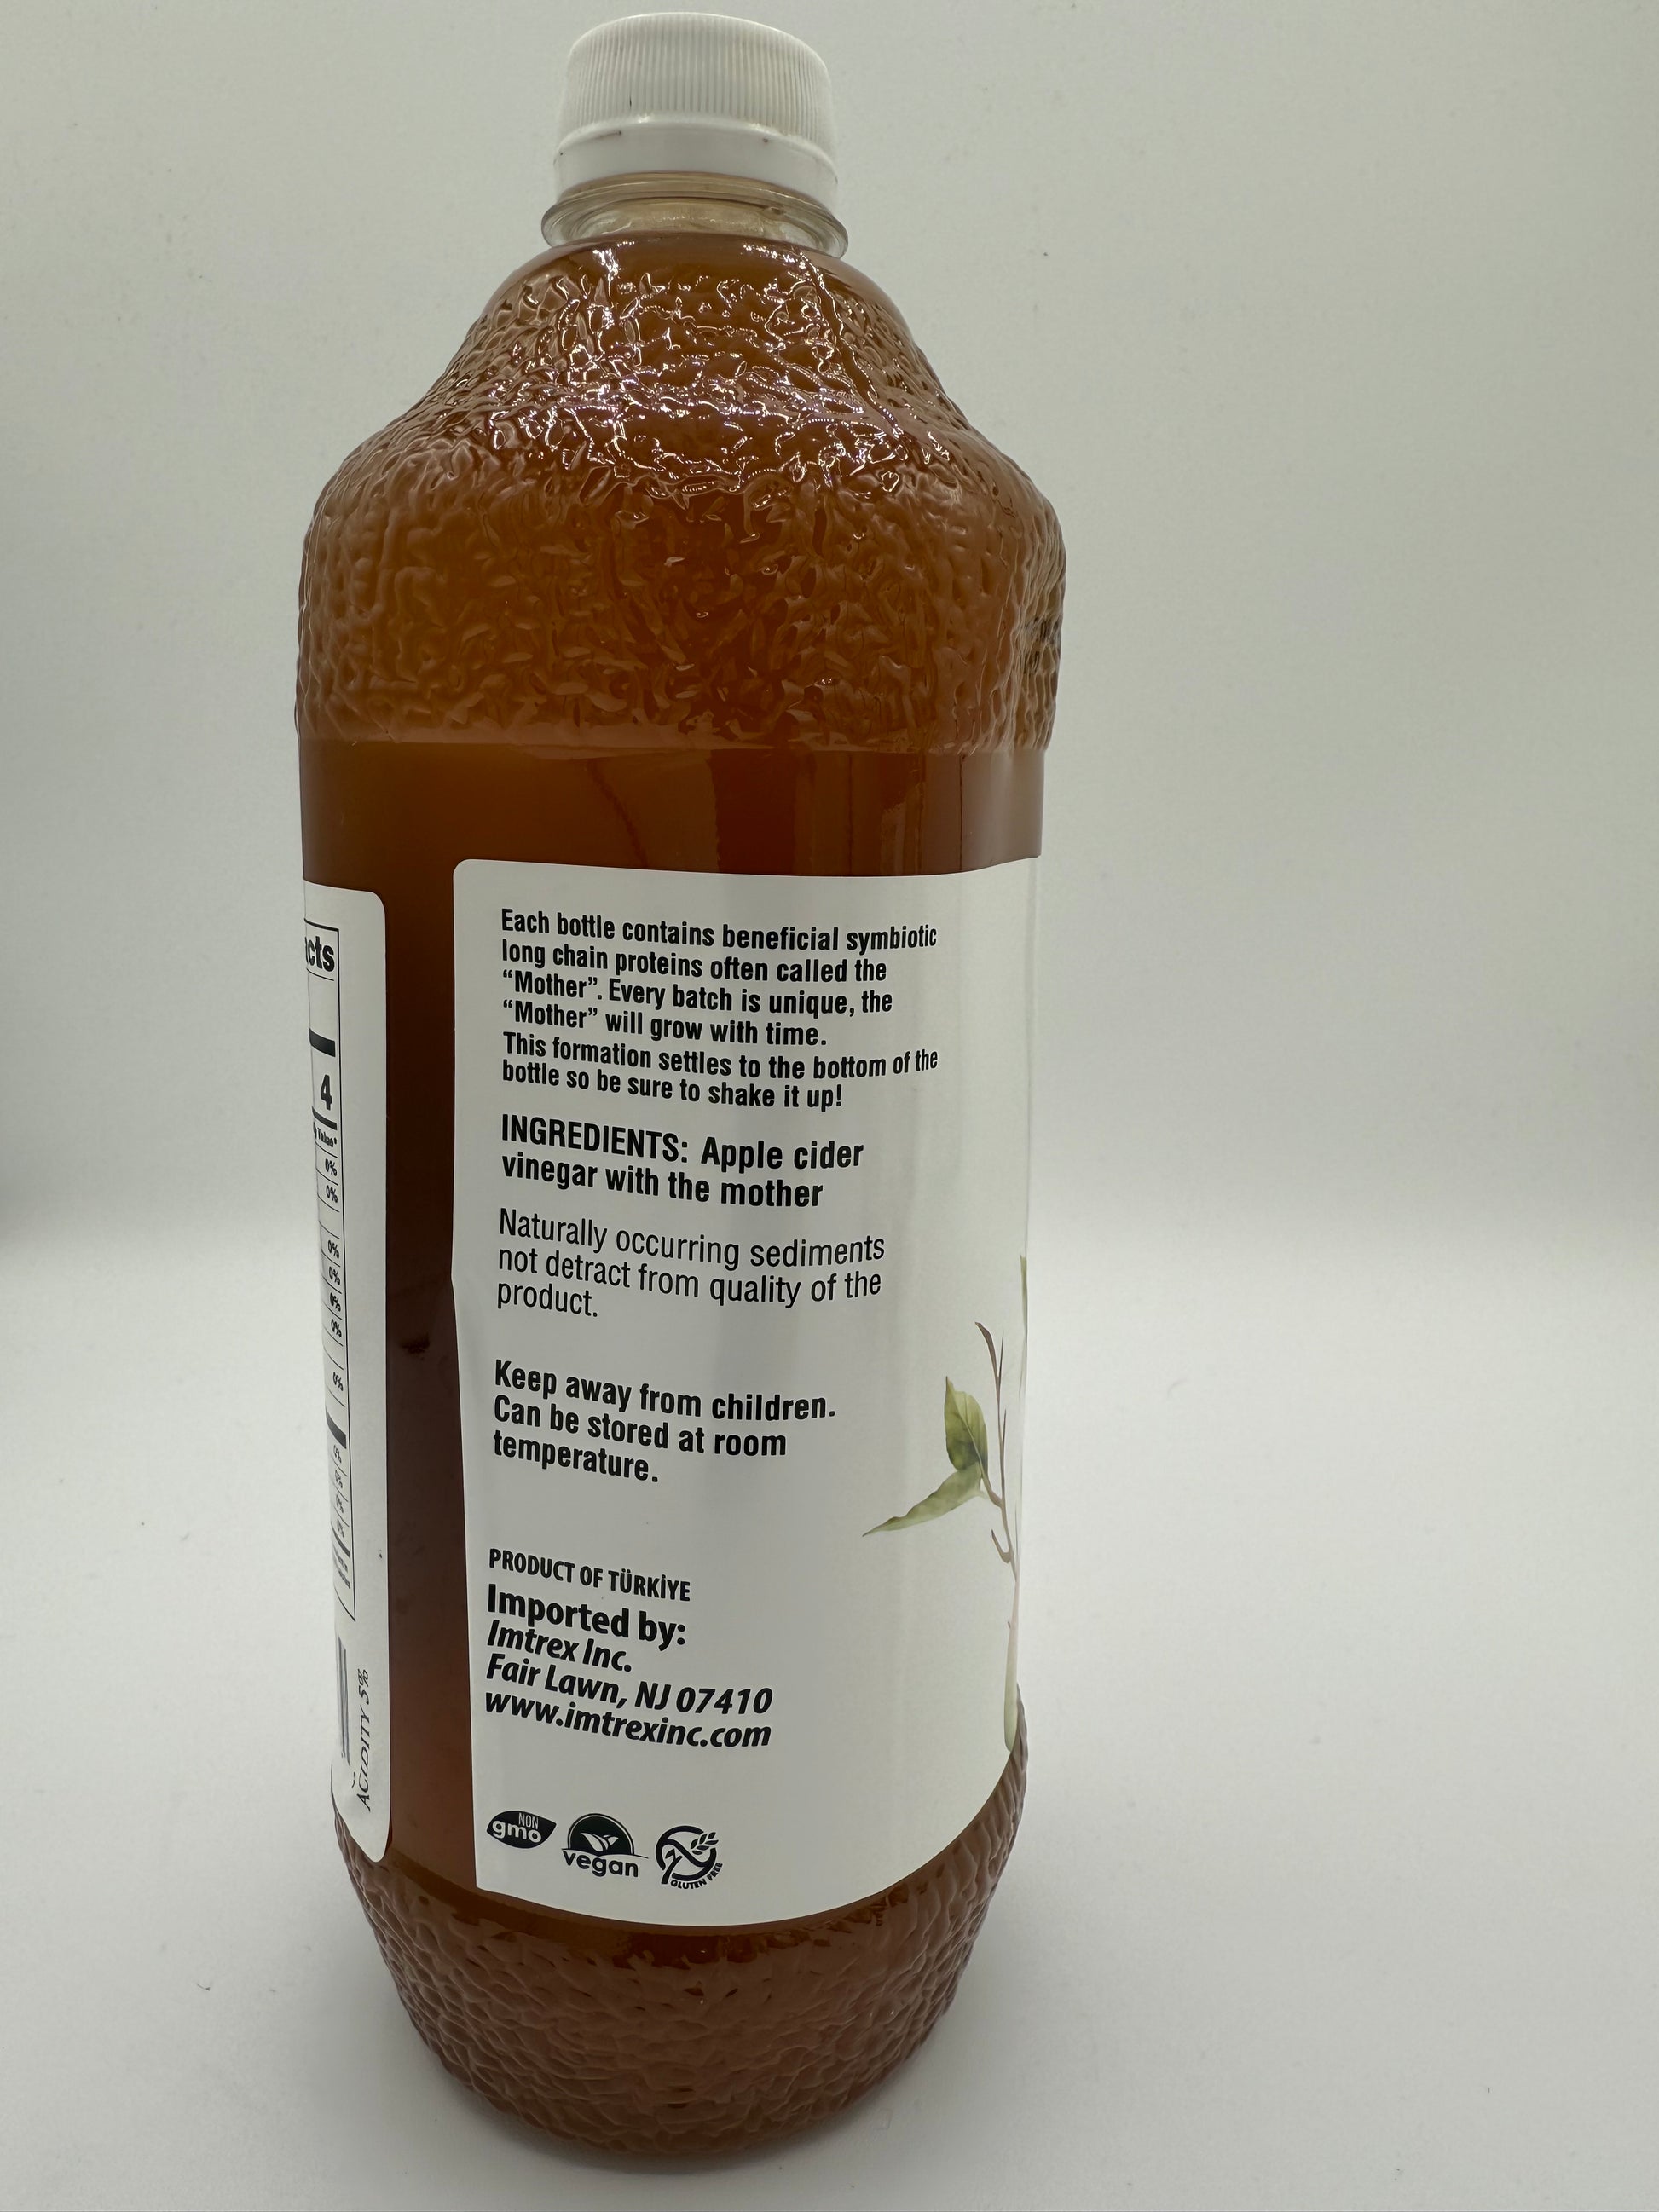 Each bottle contains beneficial symbiotic
long chain proteins often called the
“Mother”. Every batch is unique, the
“Mother” will grow with time.
This formation settles to the bottom of the
bottle so be sure to shake it up!
INGREDIENTS: Apple cider
vinegar with the mother
Naturally occurring sediments
not detract from quality of the
product.
Keep away from children.
Can be stored at room
temperature.
PRODUCT OF TÜRKİYE
Imported by:
Imtrex Inc.
Fair Lawn, NJ 07410
www.imtrexinc.com
NON
gmo
vegan
GLUTEN FREE
4
0%
0%
0%
0%
0%
0%
0%
0%
0%
0%
0%
ACIDITY 5%